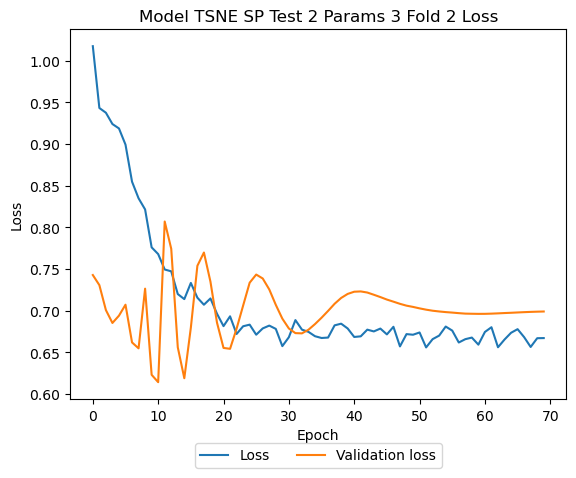 Model TSNE SP Test 2 Params 3 Fold 2 Loss
1.00
0.95
0.90
0.85
0.80
0.75
0.70
0.65
0.60
Loss
0 10 20 30 40 50 60 70
Epoch
Loss Validation loss